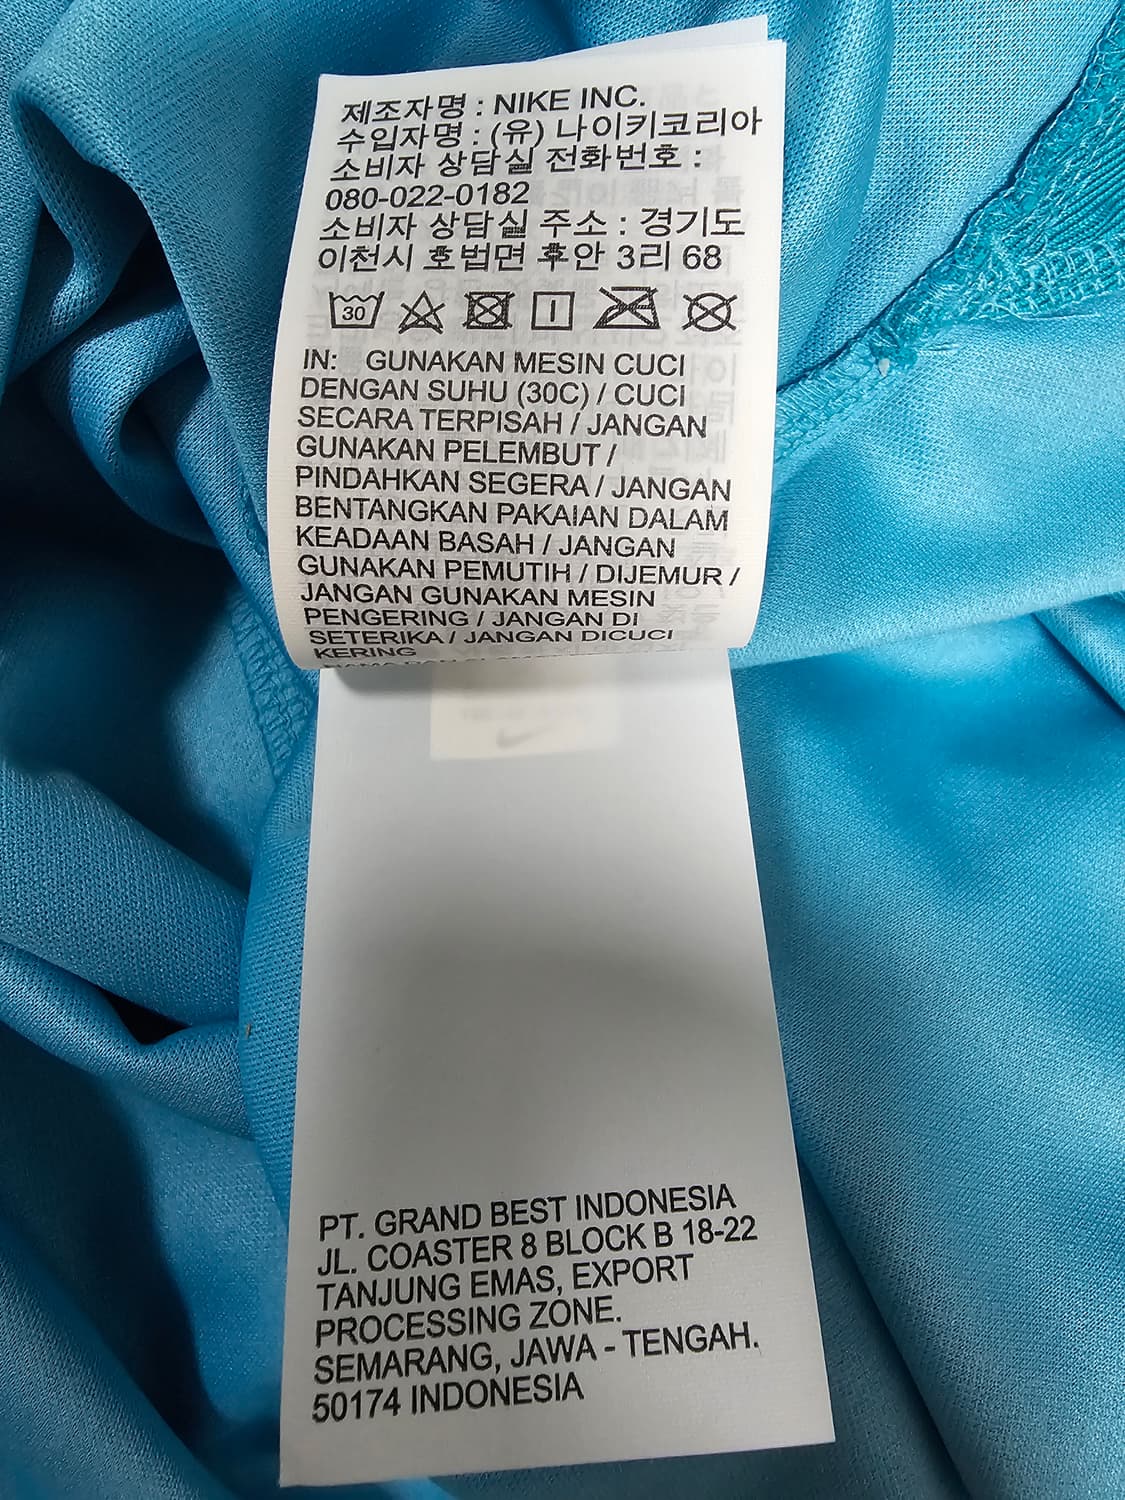 제조자명 : NIKE INC.
수입자명 : (유) 나이키코리아
소비자 상담실 전화번호 :
080-022-0182
소비자 상담실 주소 : 경기도
이천시 호법면 후안 3리 68
30
IN: GUNAKAN MESIN CUCI
DENGAN SUHU (30C) / CUCI
SECARA TERPISAH / JANGAN
GUNAKAN PELEMBUT /
PINDAHKAN SEGERA / JANGAN
BENTANGKAN PAKAIAN DALAM
KEADAAN BASAH / JANGAN
GUNAKAN PEMUTIH / DIJEMUR /
JANGAN GUNAKAN MESIN
PENGERING / JANGAN DI
SETERIKA / JANGAN DICUCI
KERING
PT. GRAND BEST INDONESIA
JL. COASTER 8 BLOCK B 18-22
TANJUNG EMAS, EXPORT
PROCESSING ZONE.
SEMARANG, JAWA - TENGAH.
50174 INDONESIA